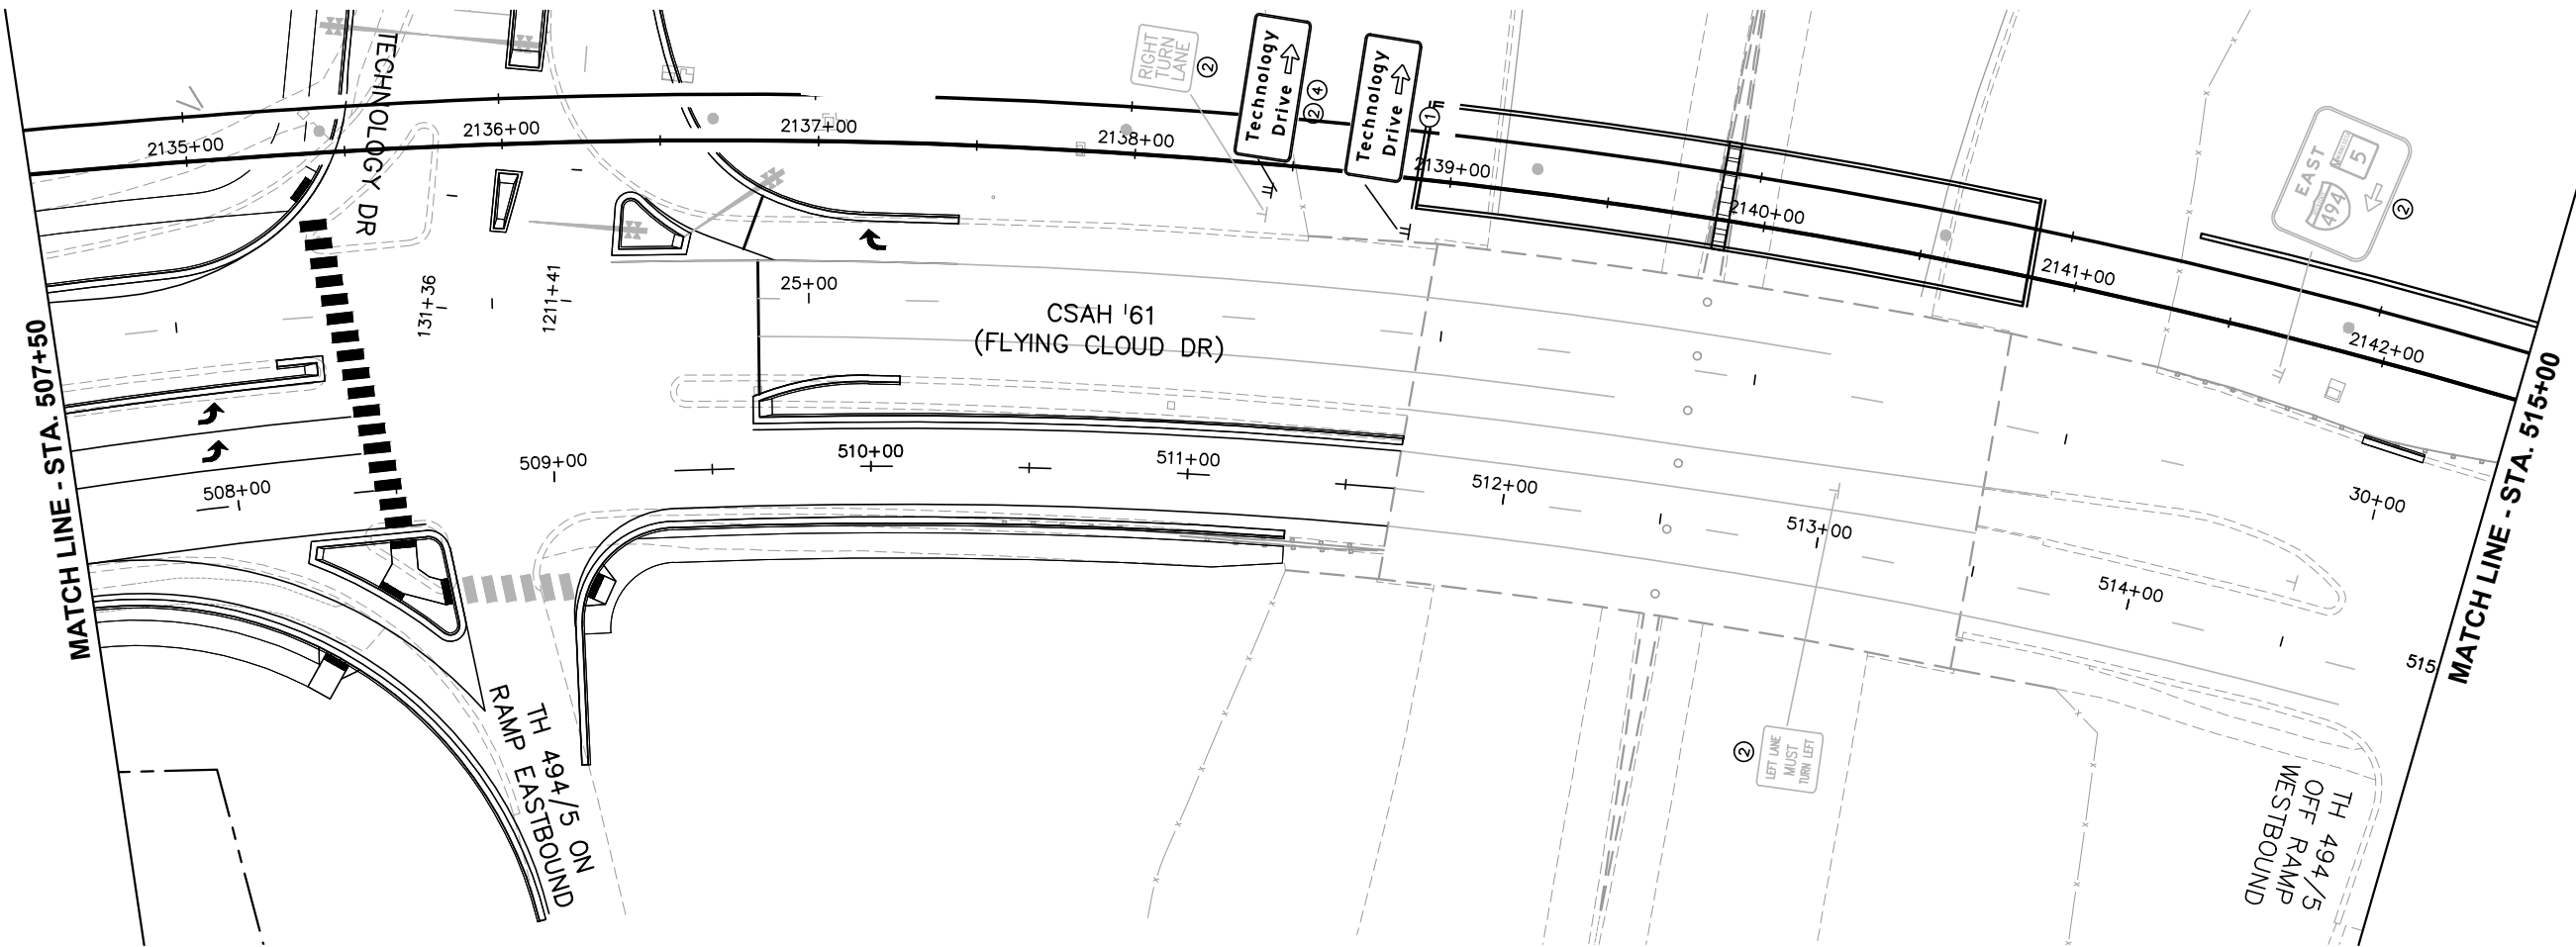 TECHNOLOGY DR
RIGHT
TURN
LANE
2
Technology
Drive
2 4
Technology
Drive
1
EAST
494
5
2
2135+00
2136+00
2137+00
2138+00
2139+00
2140+00
2141+00
2142+00
131+36
1211+41
25+00
CSAH '61
(FLYING CLOUD DR)
MATCH LINE - STA. 507+50
MATCH LINE - STA. 515+00
508+00
509+00
510+00
511+00
512+00
513+00
514+00
515
30+00
TH 494/5 ON
RAMP EASTBOUND
2
LEFT LANE
MUST
TURN LEFT
TH 494/5
OFF RAMP
WESTBOUND